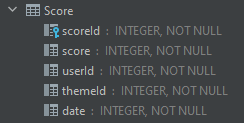 Score
scoreId : INTEGER, NOT NULL
score : INTEGER, NOT NULL
userId : INTEGER, NOT NULL
themeId : INTEGER, NOT NULL
date : INTEGER, NOT NULL